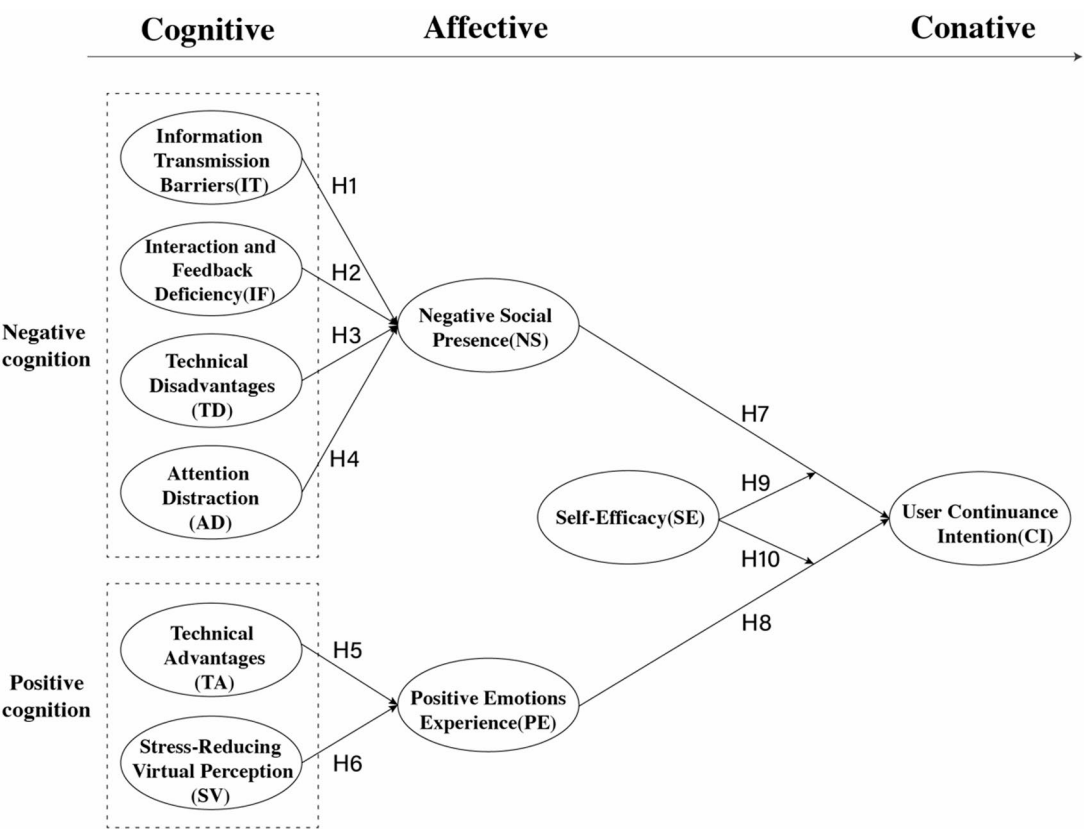 Cognitive
Affective
Conative
Negative
cognition
Information
Transmission
Barriers(IT)
Interaction and
Feedback
Deficiency(IF)
Technical
Disadvantages
(TD)
Attention
Distraction
(AD)
H1
H2
H3
H4
Negative Social
Presence(NS)
H7
Self-Efficacy(SE)
H9
H10
User Continuance
Intention(CI)
H8
Positive
cognition
Technical
Advantages
(TA)
Stress-Reducing
Virtual Perception
(SV)
H5
H6
Positive Emotions
Experience(PE)